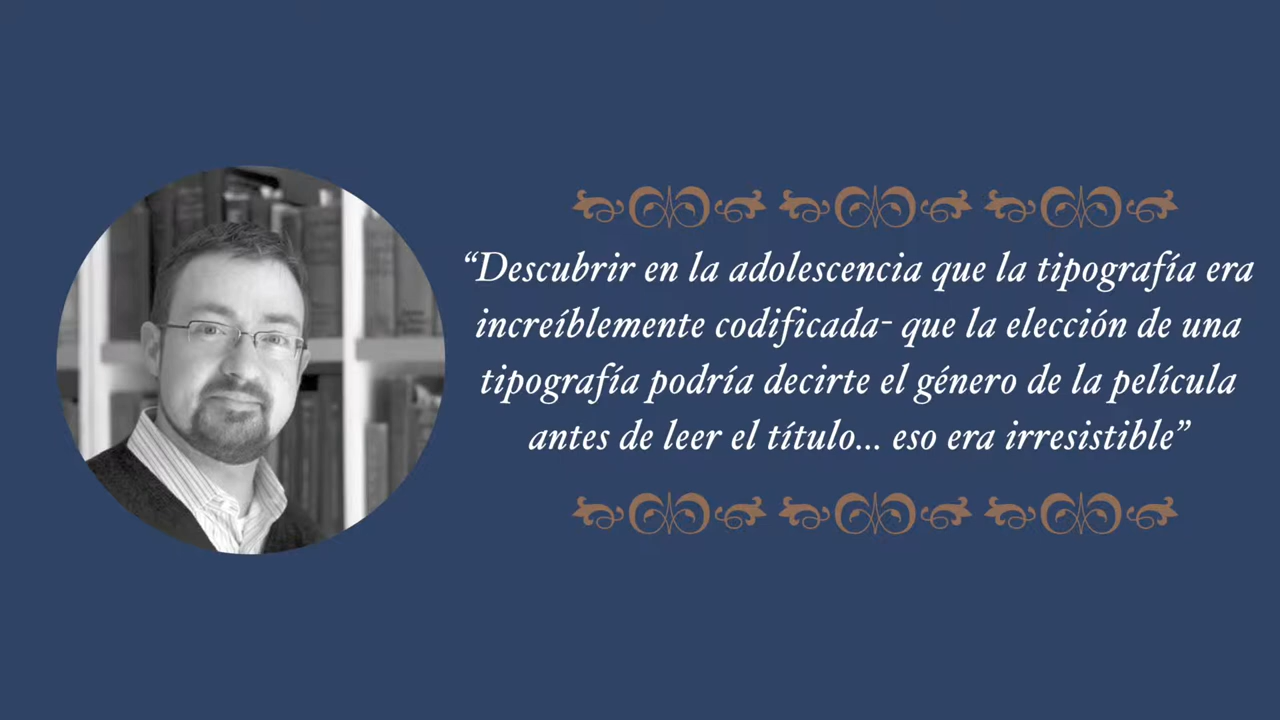 “Descubrir en la adolescencia que la tipografía era
increíblemente codificada- que la elección de una
tipografía podría decirte el género de la película
antes de leer el título... eso era irresistible”